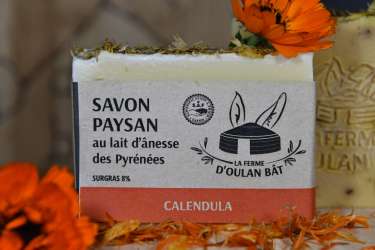 SAVON
PAYSAN
au lait d'ânesse
des Pyrénées
SURGRAS 8%
LA FERME
D'OULAN BÂT
CALENDULA